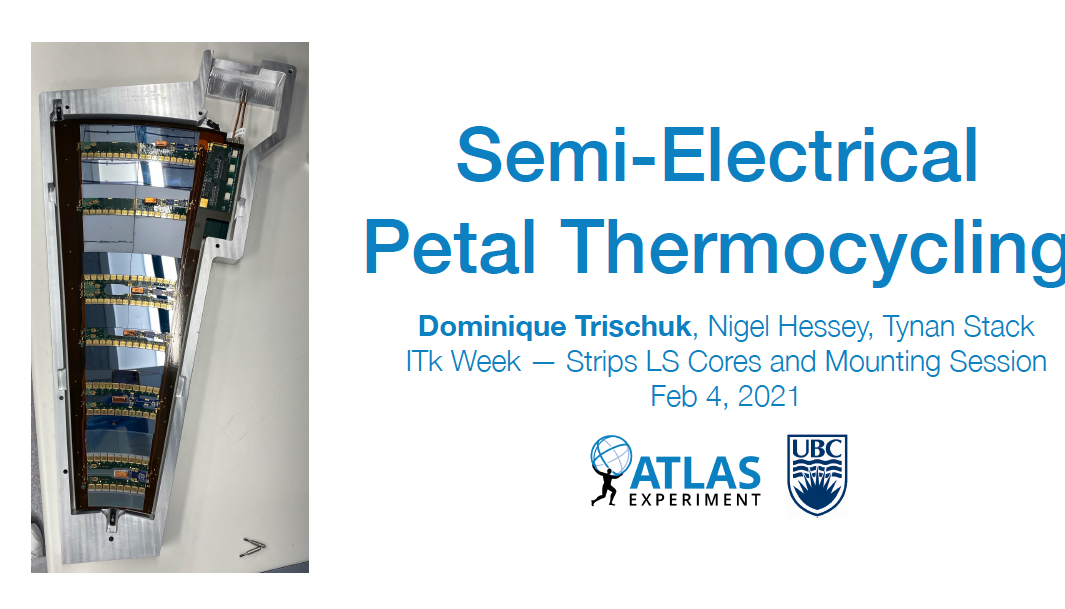 Semi-Electrical
Petal Thermocycling
Dominique Trischuk, Nigel Hessey, Tynan Stack
ITk Week — Strips LS Cores and Mounting Session
Feb 4, 2021
ATLAS
EXPERIMENT
UBC